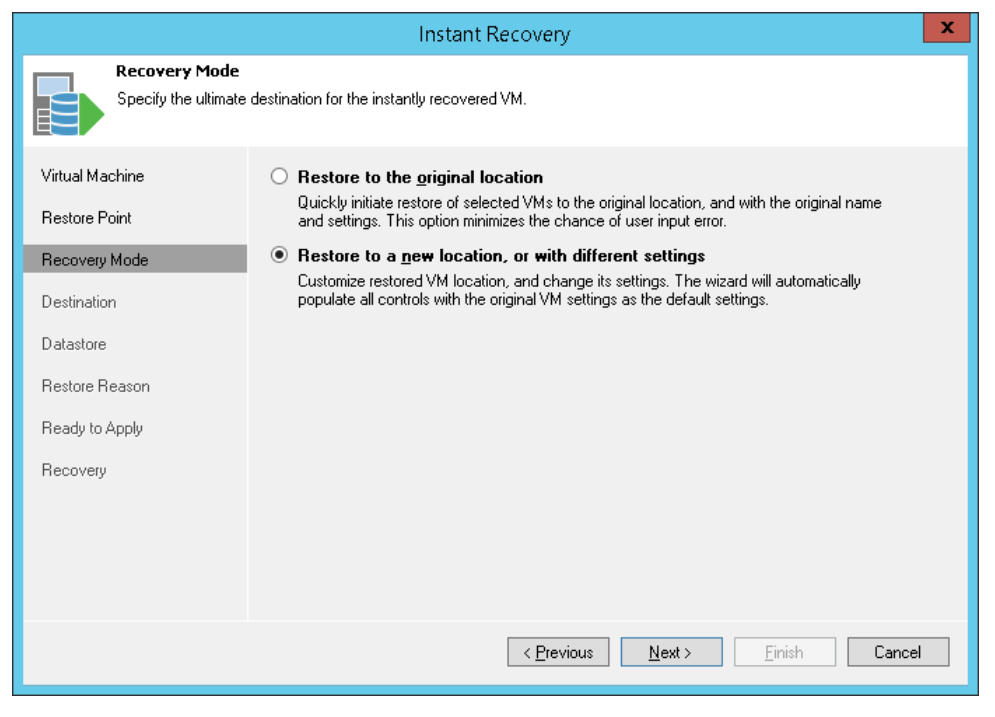 Instant Recovery
x
Recovery Mode
Specify the ultimate destination for the instantly recovered VM.
Virtual Machine
Restore Point
Recovery Mode
Destination
Datastore
Restore Reason
Ready to Apply
Recovery
Restore to the original location
Quickly initiate restore of selected VMs to the original location, and with the original name
and settings. This option minimizes the chance of user input error.
Restore to a new location, or with different settings
Customize restored VM location, and change its settings. The wizard will automatically
populate all controls with the original VM settings as the default settings.
< Previous
Next >
Finish
Cancel